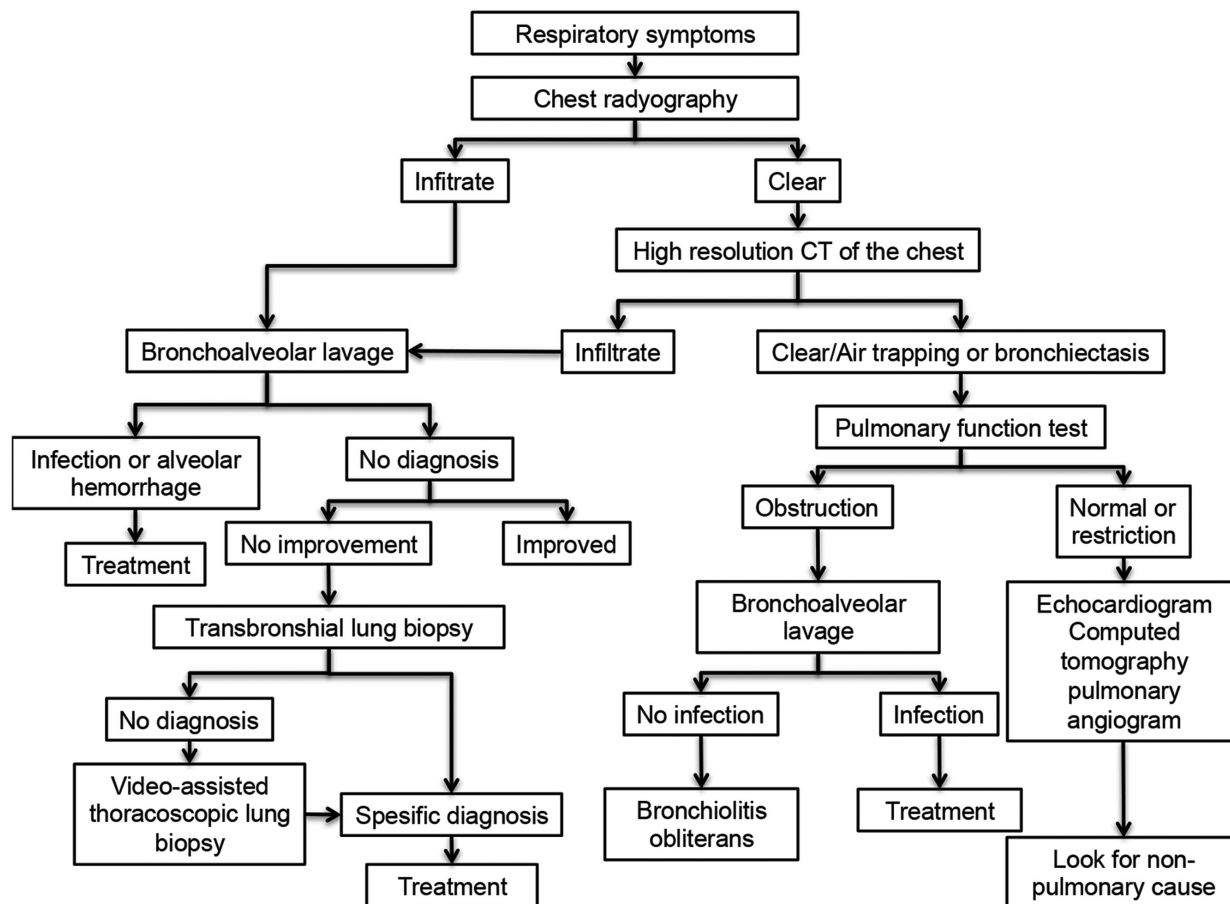 Respiratory symptoms
Chest radyography
Infitrate
Clear
High resolution CT of the chest
Bronchoalveolar lavage
Infiltrate
Clear/Air trapping or bronchiectasis
Pulmonary function test
Infection or alveolar
hemorrhage
No diagnosis
Obstruction
Normal or
restriction
Treatment
No improvement
Improved
Bronchoalveolar
lavage
Echocardiogram
Computed
tomography
pulmonary
angiogram
Transbronshial lung biopsy
No diagnosis
No infection
Infection
Video-assisted
thoracoscopic lung
biopsy
Spesific diagnosis
Bronchiolitis
obliterans
Treatment
Treatment
Look for non-
pulmonary cause